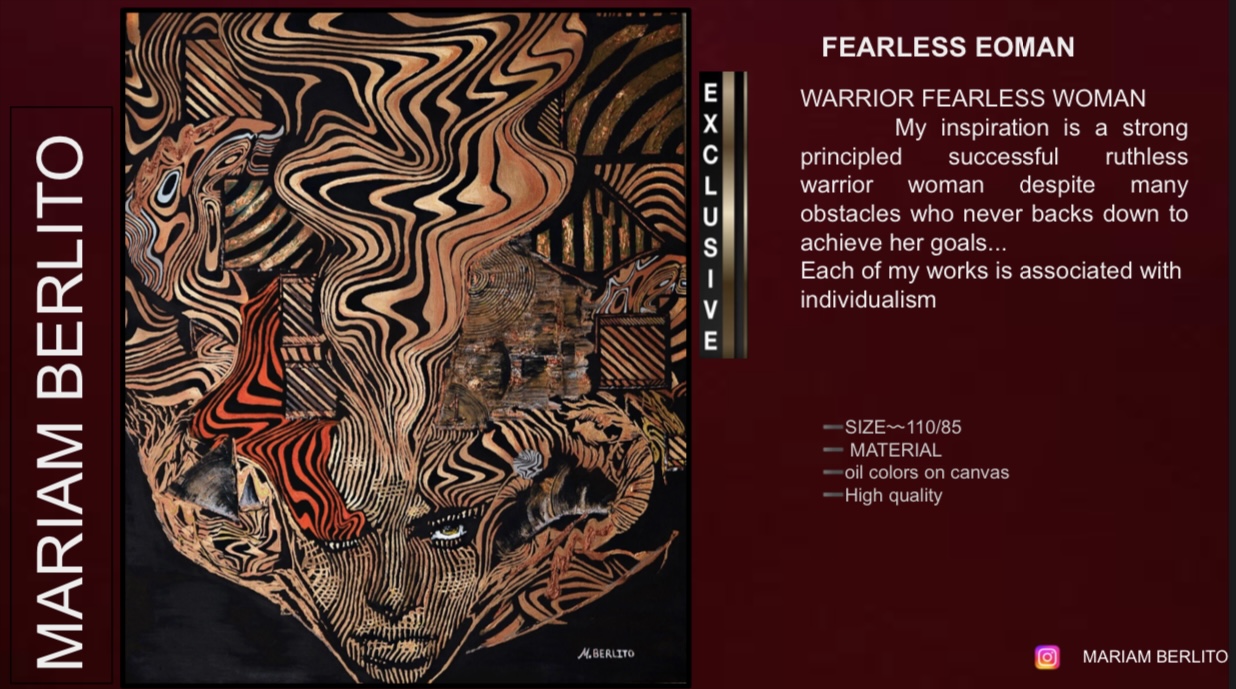 MARIAM BERLITO
M.BERLITO
EXCLUSIVE
FEARLESS EOMAN
WARRIOR FEARLESS WOMAN
My inspiration is a strong
principled successful ruthless
warrior woman despite many
obstacles who never backs down to
achieve her goals...
Each of my works is associated with
individualism
SIZE~~110/85
MATERIAL
oil colors on canvas
High quality
MARIAM BERLITO